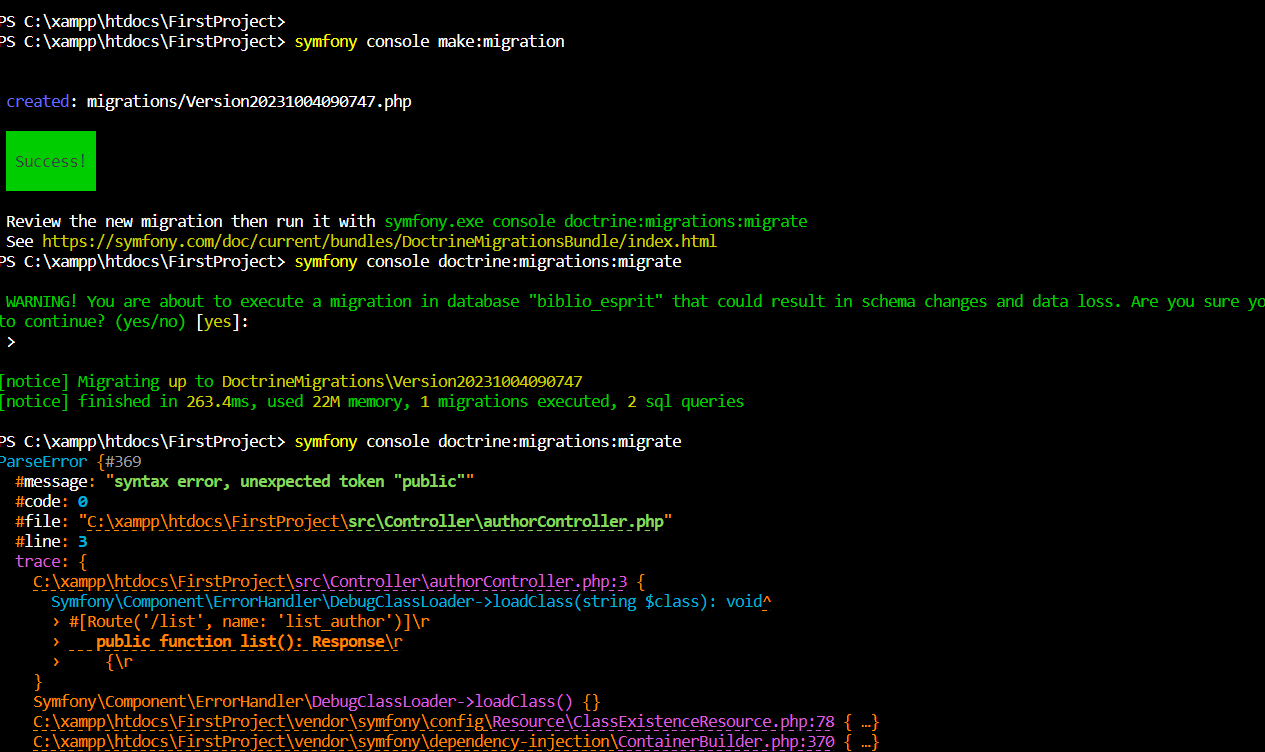 PS C:\xampp\htdocs\FirstProject>
PS C:\xampp\htdocs\FirstProject> symfony console make:migration
created: migrations/Version20231004090747.php
Success!
Review the new migration then run it with symfony.exe console doctrine:migrations:migrate
See https://symfony.com/doc/current/bundles/DoctrineMigrationsBundle/index.html
PS C:\xampp\htdocs\FirstProject> symfony console doctrine:migrations:migrate
WARNING! You are about to execute a migration in database "biblio_esprit" that could result in schema changes and data loss. Are you sure yo
to continue? (yes/no) [yes]:
>
[notice] Migrating up to DoctrineMigrations\Version20231004090747
[notice] finished in 263.4ms, used 22M memory, 1 migrations executed, 2 sql queries
PS C:\xampp\htdocs\FirstProject> symfony console doctrine:migrations:migrate
ParseError {#369
#message: "syntax error, unexpected token "public""
#code: 0
#file: "C:\xampp\htdocs\FirstProject\src\Controller\authorController.php"
#line: 3
trace: {
C:\xampp\htdocs\FirstProject\src\Controller\authorController.php:3 {
Symfony\Component\ErrorHandler\DebugClassLoader->loadClass(string $class): void^
› #[Route('/list', name: 'list_author')]\r
› public function list(): Response\r
› {\r
}
Symfony\Component\ErrorHandler\DebugClassLoader->loadClass() {}
C:\xampp\htdocs\FirstProject\vendor\symfony\config\Resource\ClassExistenceResource.php:78 { …}
C:\xampp\htdocs\FirstProject\vendor\symfony\dependency-injection\ContainerBuilder.php:370 { …}